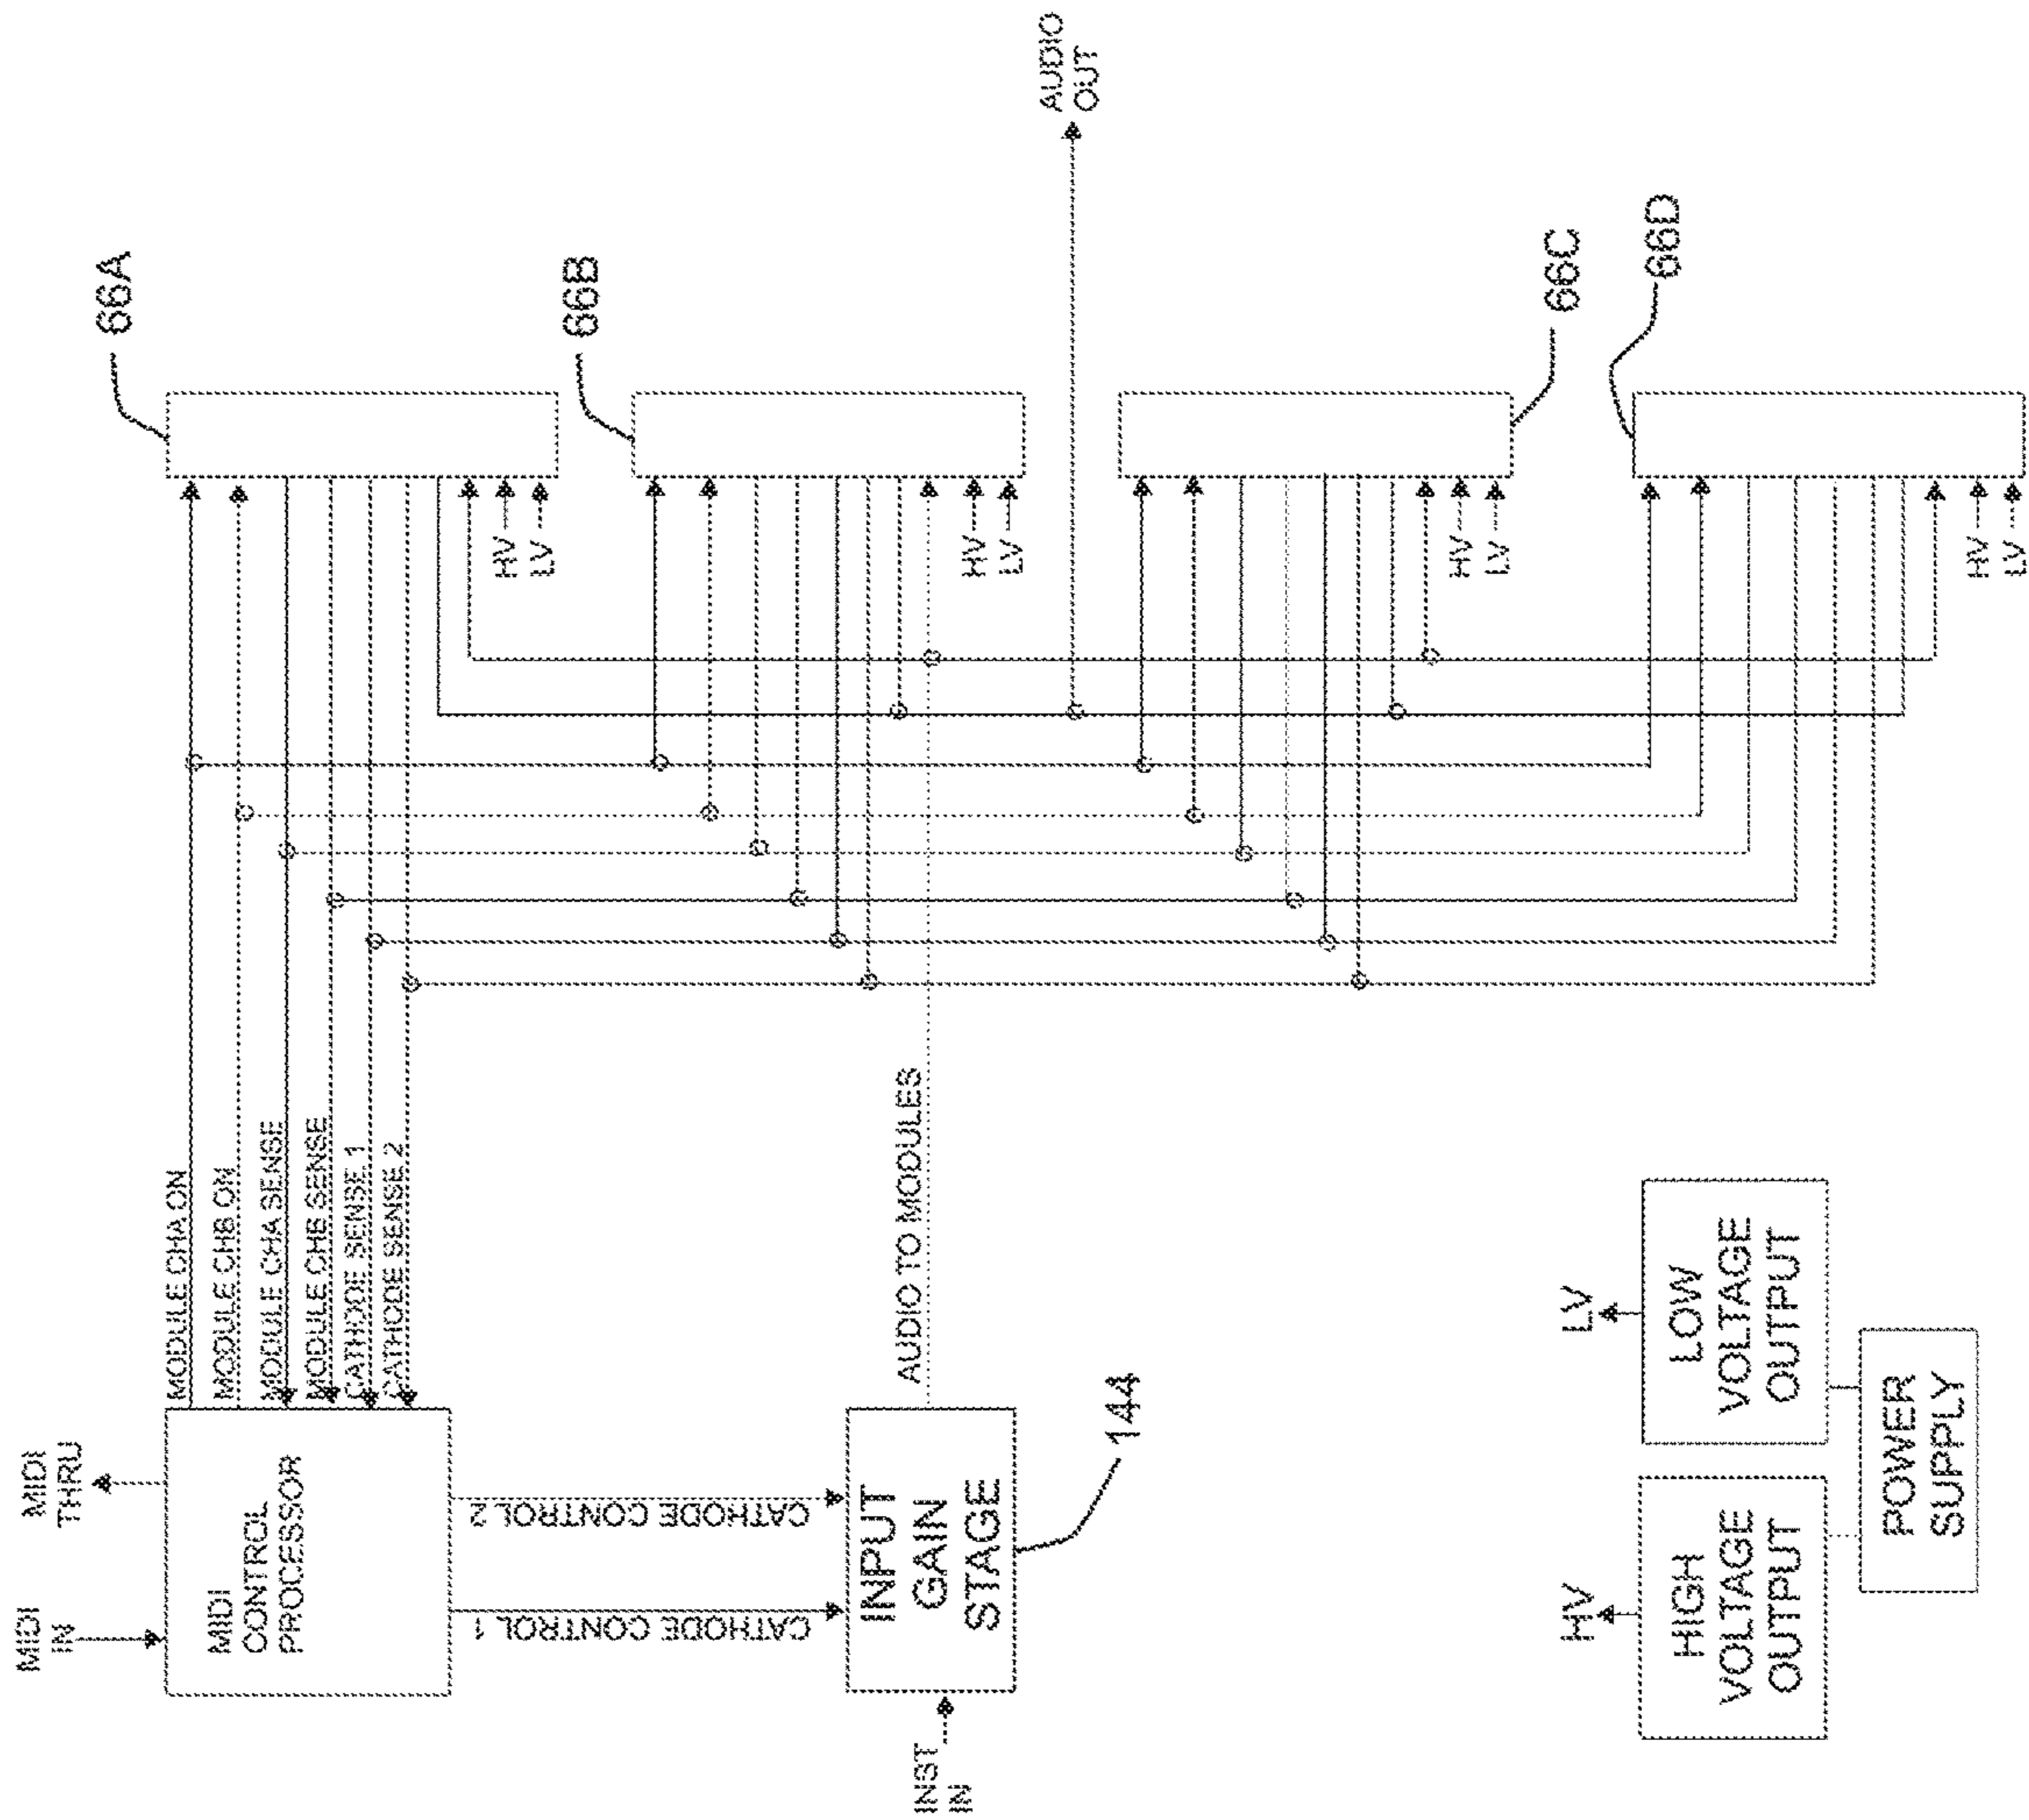 MIDI
IN
MIDI
THRU
MIDI
CONTROL
PROCESSOR
MODULE CHA ON
MODULE CHB ON
MODULE CHA SENSE
MODULE CHB SENSE
CATHODE SENSE 1
CATHODE SENSE 2
CATHODE CONTROL 1
CATHODE CONTROL 2
INST
IN
INPUT
GAIN
STAGE
144
AUDIO TO MODULES
66A
HV
LV
66B
HV
LV
AUDIO
OUT
66C
HV
LV
66D
HV
LV
HV
HIGH
VOLTAGE
OUTPUT
LV
LOW
VOLTAGE
OUTPUT
POWER
SUPPLY